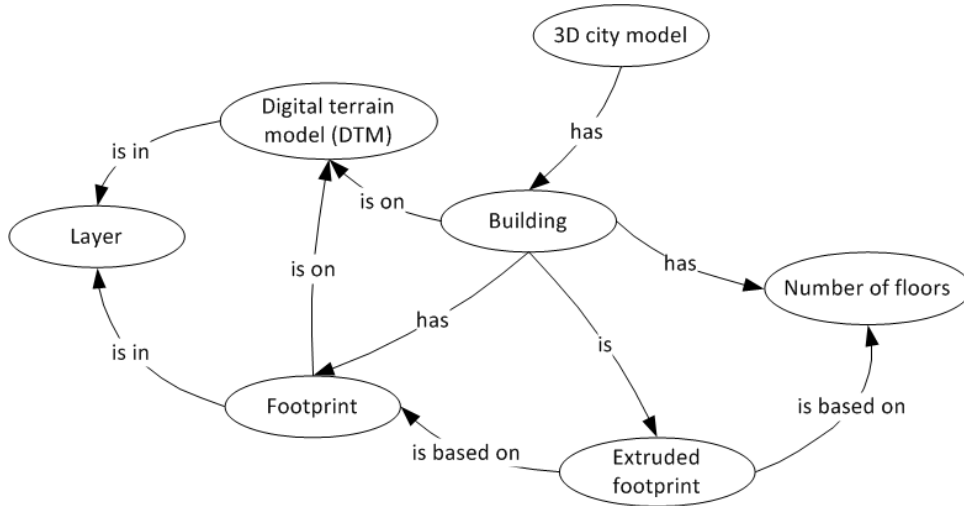 3D city model
Digital terrain
model (DTM)
has
is in
is on
Building
Layer
is on
has
Number of floors
has
is
is in
Footprint
is based on
is based on
Extruded
footprint